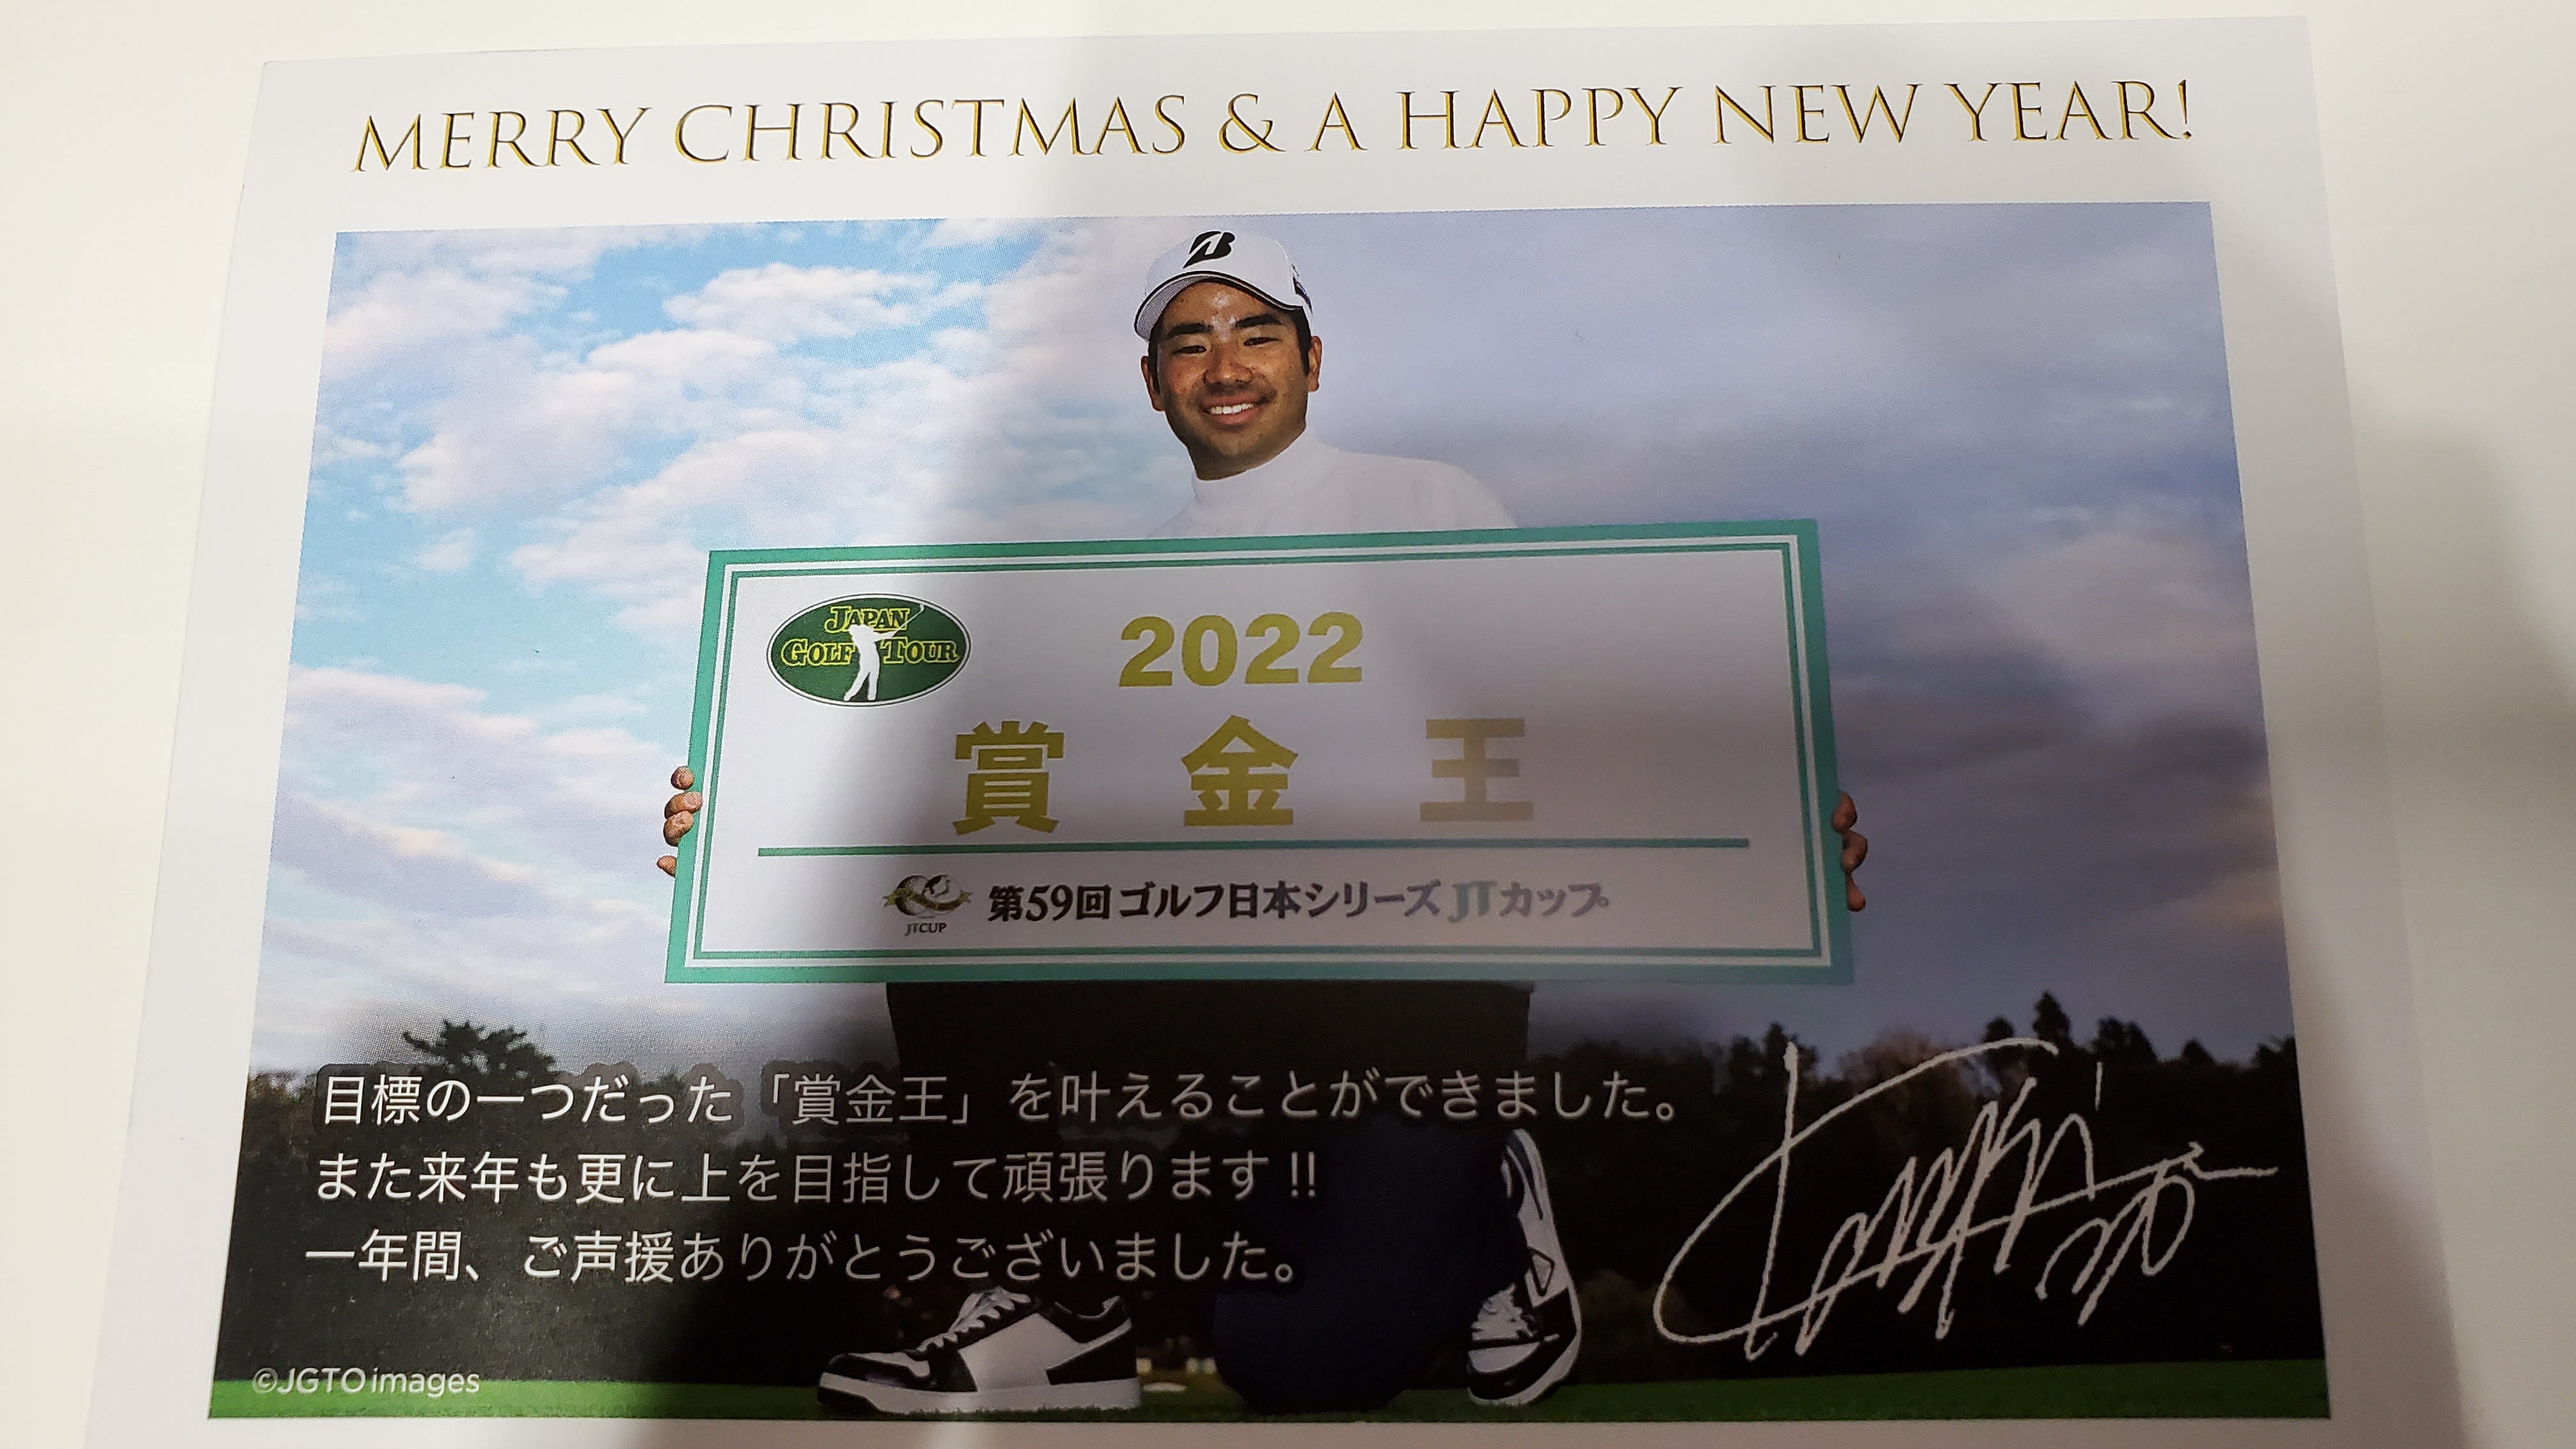 MERRY CHRISTMAS & A HAPPY NEW YEAR!
B
JAPAN
GOLF TOUR
2022
賞金王
JTCUP
第59回ゴルフ日本シリーズJTカップ
目標の一つだった「賞金王」を叶えることができました。
また来年も更に上を目指して頑張ります!!
一年間、ご声援ありがとうございました。
©JGTOimages